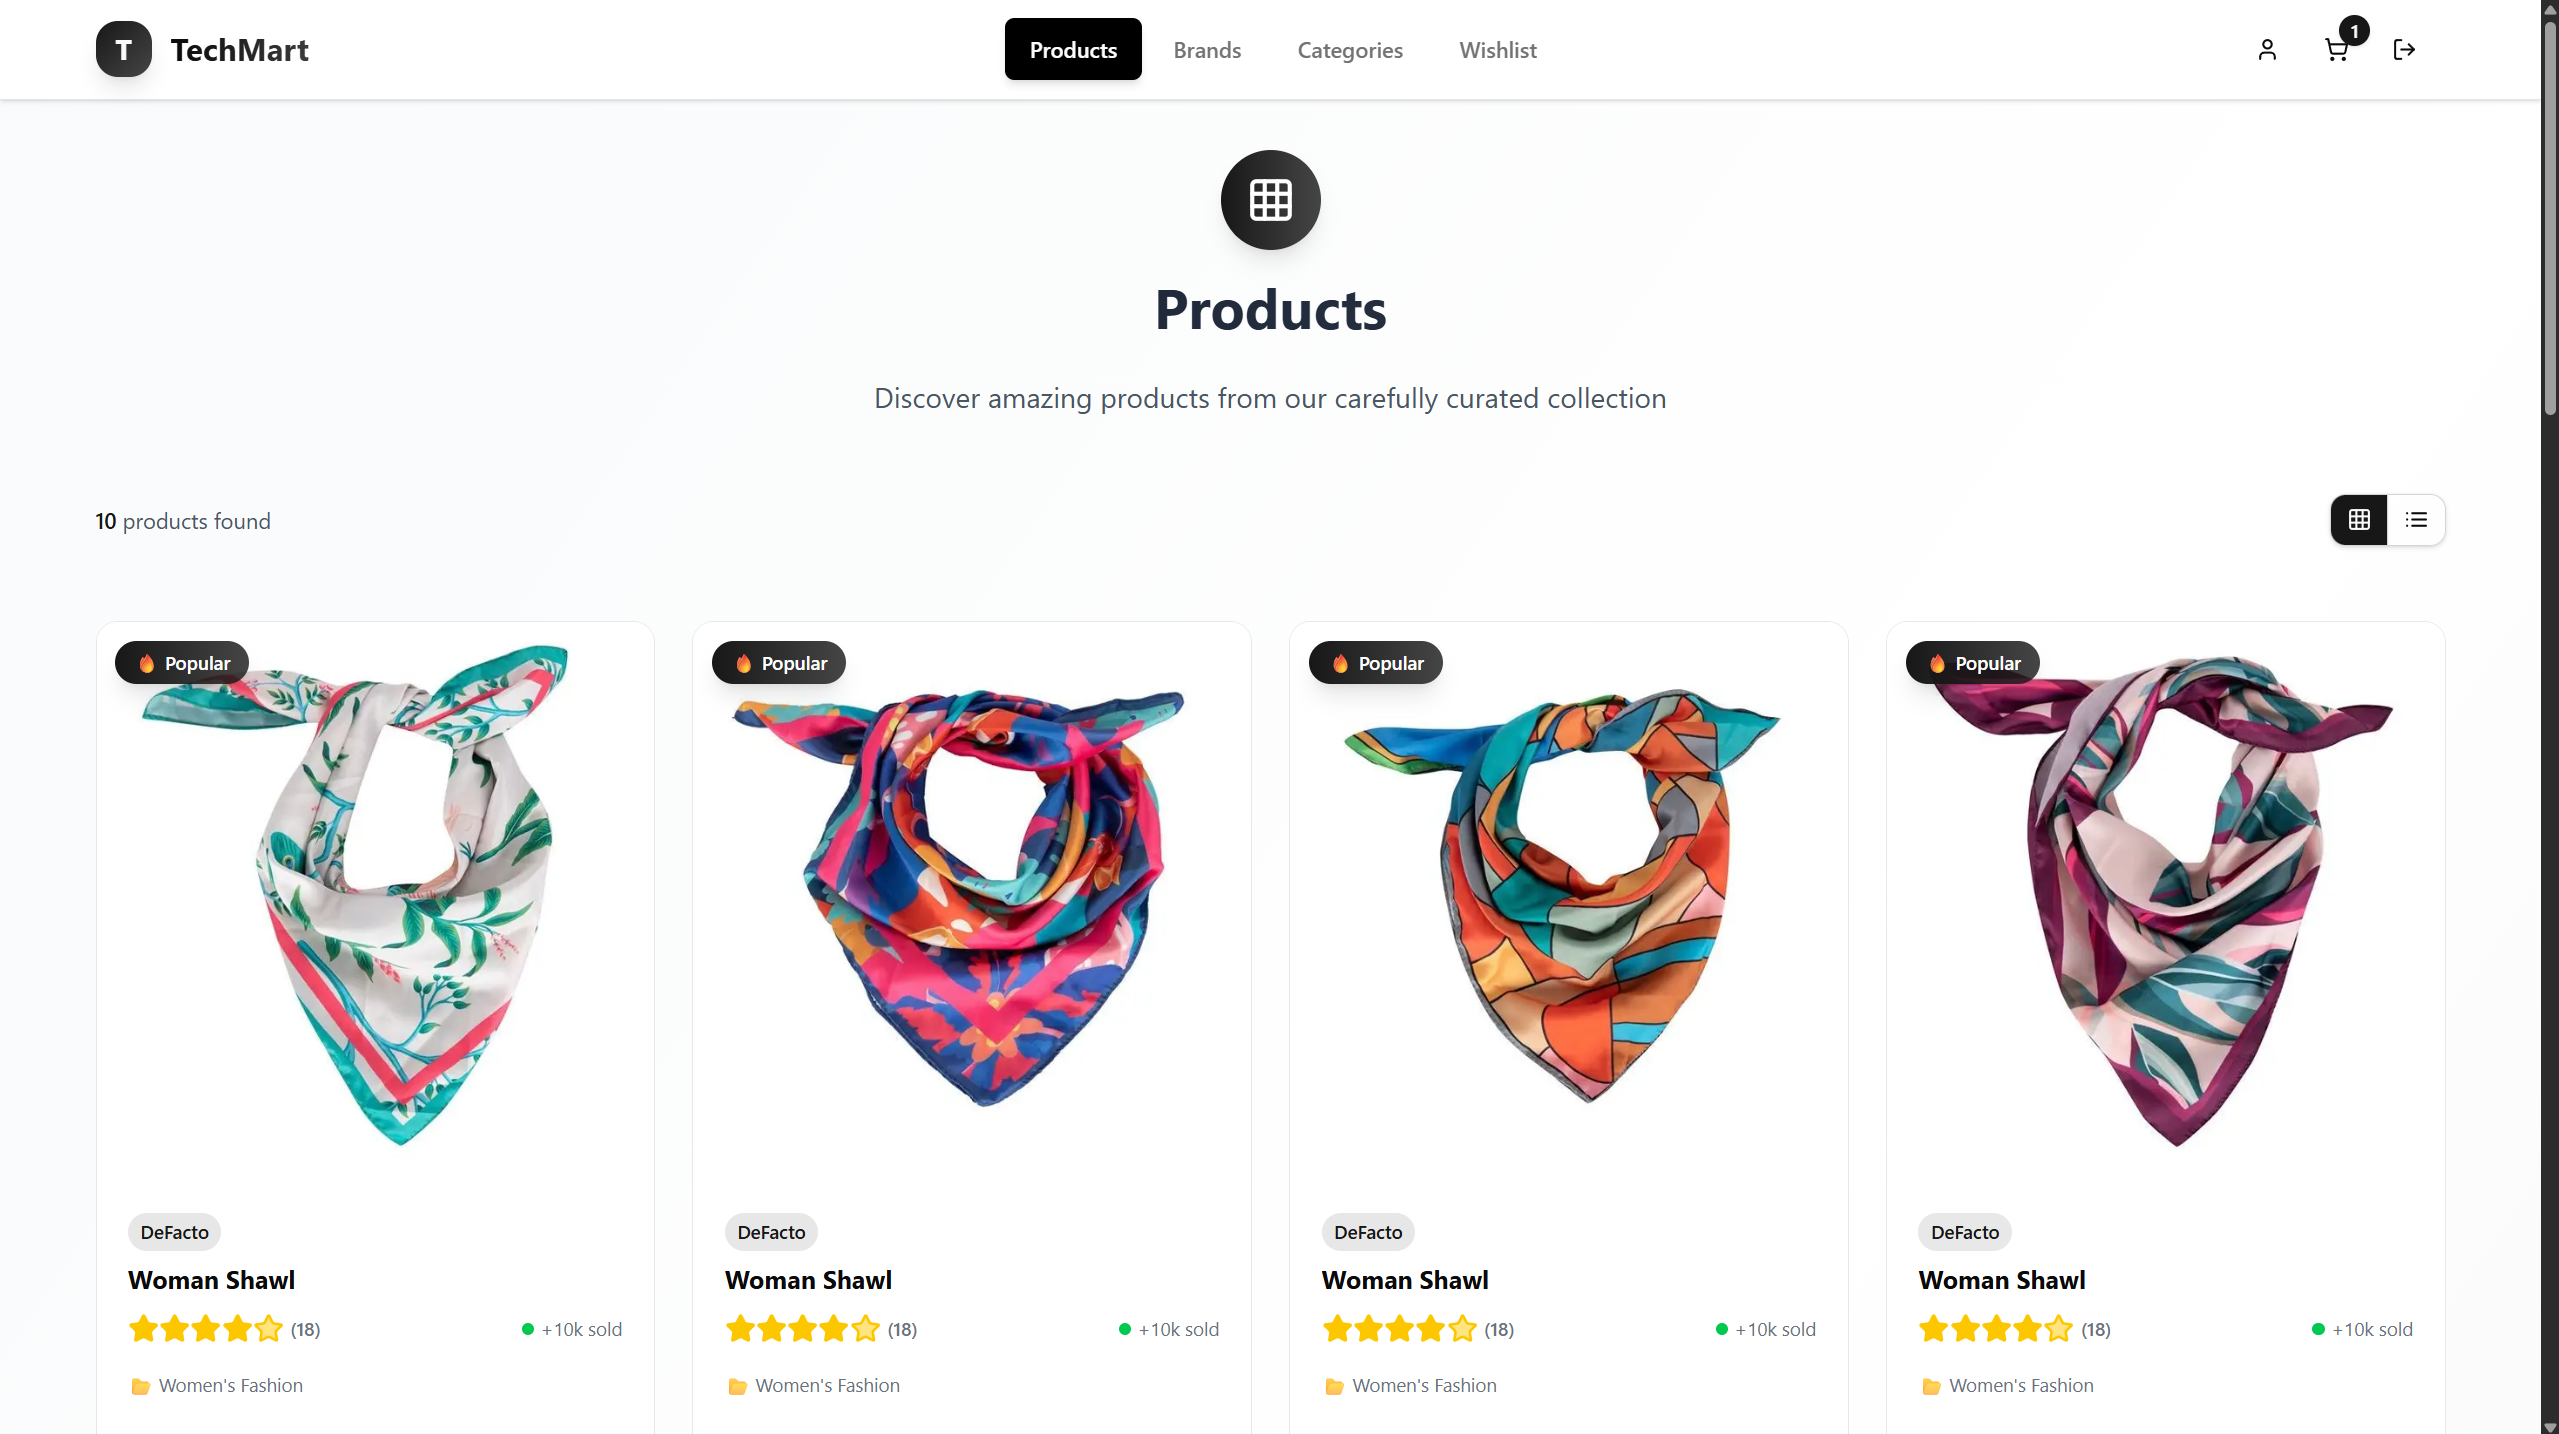 T TechMart Products Brands Categories Wishlist 1
Products
Discover amazing products from our carefully curated collection
10 products found
Popular Popular Popular Popular
DeFacto DeFacto DeFacto DeFacto
Woman Shawl Woman Shawl Woman Shawl Woman Shawl
(18) +10k sold (18) +10k sold (18) +10k sold (18) +10k sold
Women's Fashion Women's Fashion Women's Fashion Women's Fashion